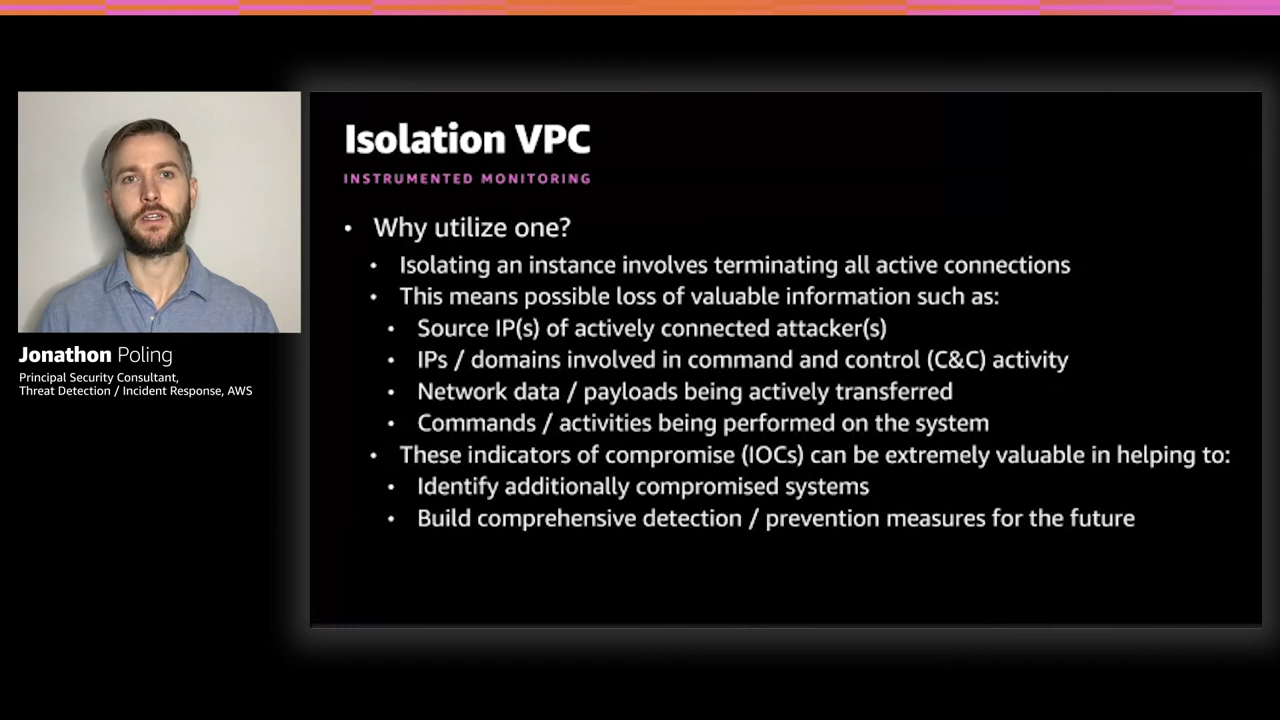 Isolation VPC
INSTRUMENTED MONITORING
• Why utilize one?
• Isolating an instance involves terminating all active connections
• This means possible loss of valuable information such as:
• Source IP(s) of actively connected attacker(s)
• IPs / domains involved in command and control (C&C) activity
• Network data / payloads being actively transferred
• Commands / activities being performed on the system
• These indicators of compromise (IOCs) can be extremely valuable in helping to:
• Identify additionally compromised systems
• Build comprehensive detection / prevention measures for the future
Jonathon Poling
Principal Security Consultant,
Threat Detection / Incident Response, AWS